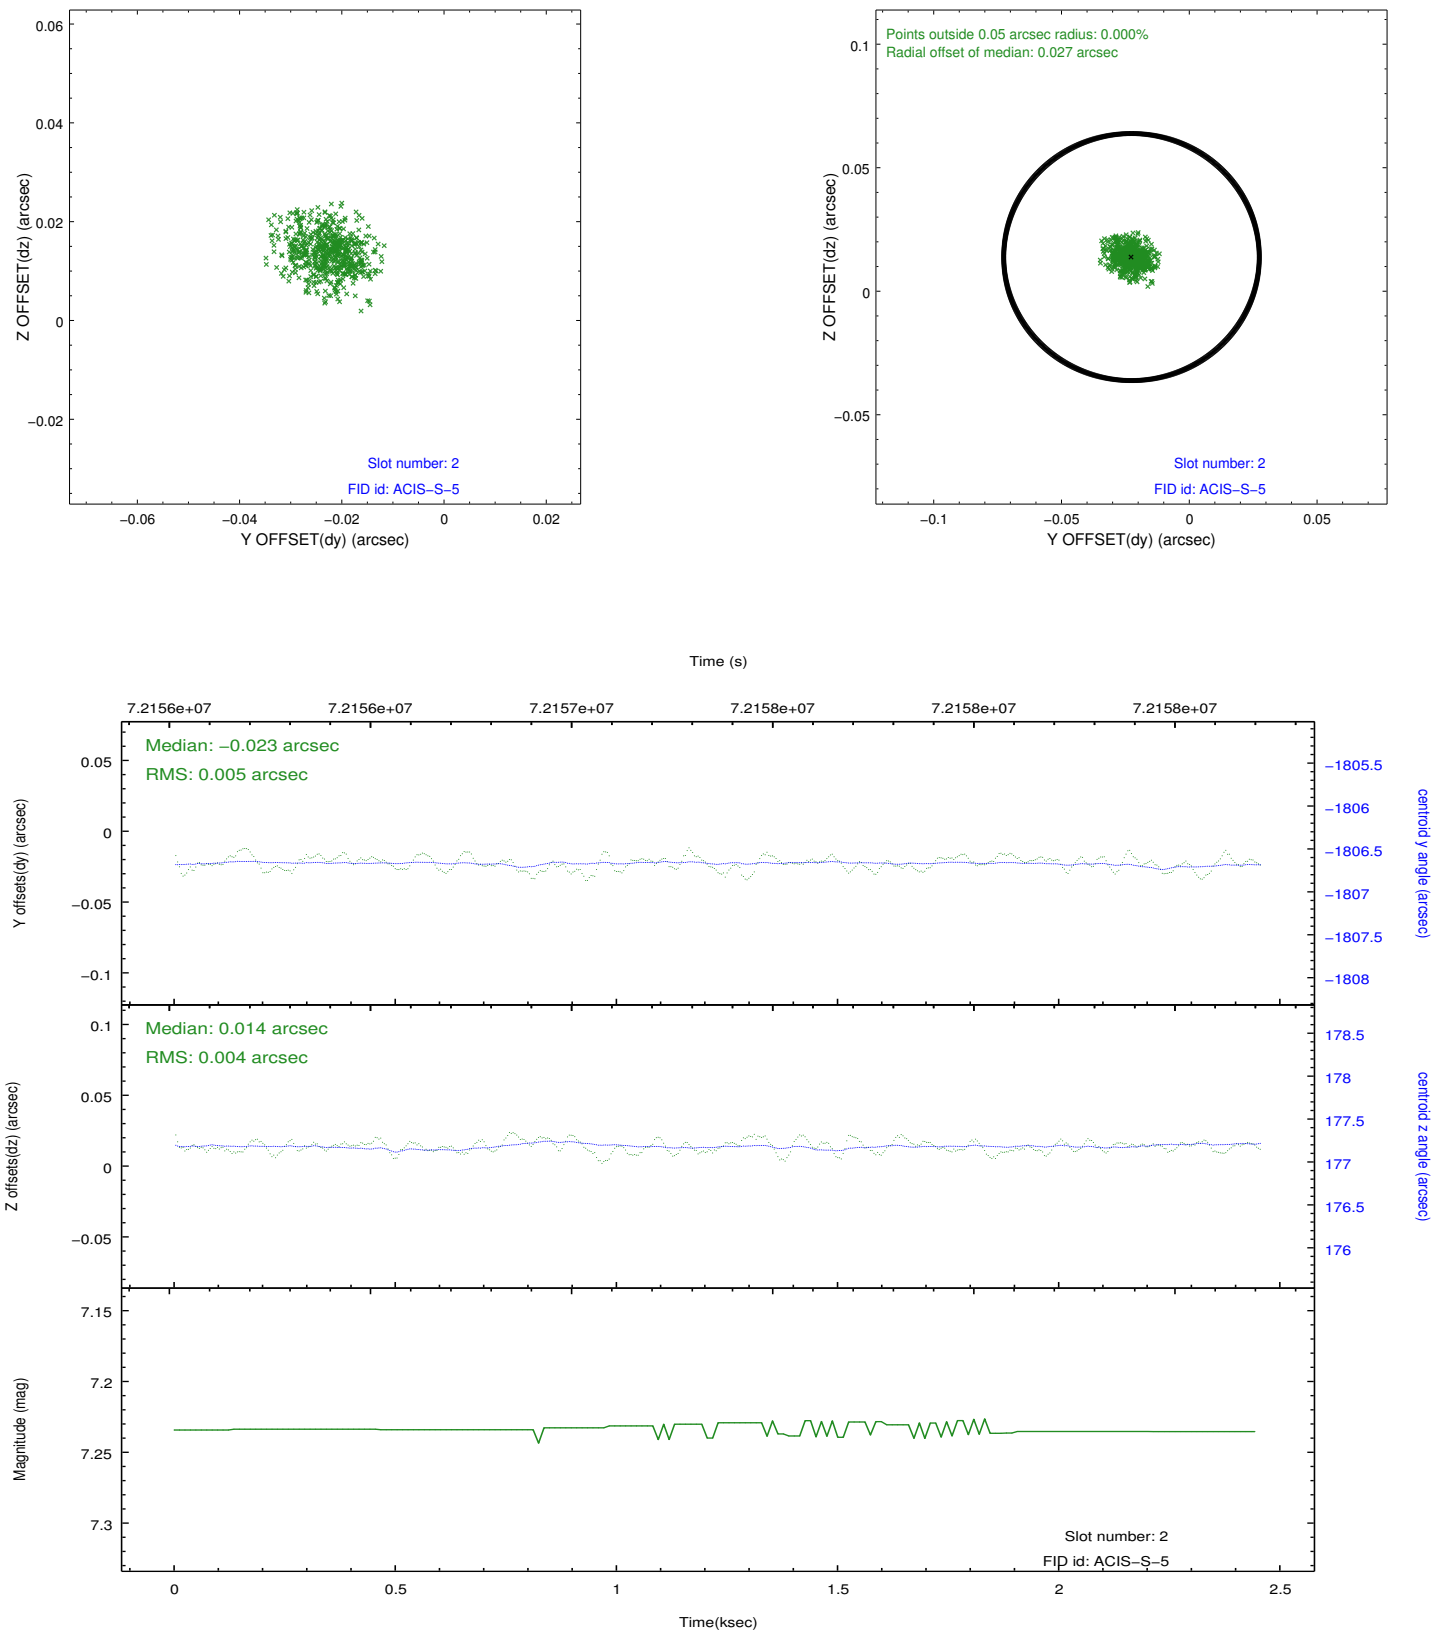 0.06
0.04
0.02
0
−0.02
Z OFFSET(dz) (arcsec)
Slot number: 2
FID id: ACIS−S−5
−0.06
−0.04
−0.02
0
0.02
Y OFFSET(dy) (arcsec)
Points outside 0.05 arcsec radius: 0.000%
Radial offset of median: 0.027 arcsec
0.1
0.05
0
−0.05
Z OFFSET(dz) (arcsec)
Slot number: 2
FID id: ACIS−S−5
−0.1
−0.05
0
0.05
Y OFFSET(dy) (arcsec)
Time (s)
7.2156e+07
7.2156e+07
7.2157e+07
7.2158e+07
7.2158e+07
7.2158e+07
Median: −0.023 arcsec
RMS: 0.005 arcsec
0.05
0
−0.05
−0.1
Y offsets(dy) (arcsec)
−1805.5
−1806
−1806.5
−1807
−1807.5
−1808
centroid y angle (arcsec)
Median: 0.014 arcsec
RMS: 0.004 arcsec
0.1
0.05
0
−0.05
Z offsets(dz) (arcsec)
178.5
178
177.5
177
176.5
176
centroid z angle (arcsec)
7.15
7.2
7.25
7.3
Magnitude (mag)
Slot number: 2
FID id: ACIS−S−5
0
0.5
1
1.5
2
2.5
Time(ksec)